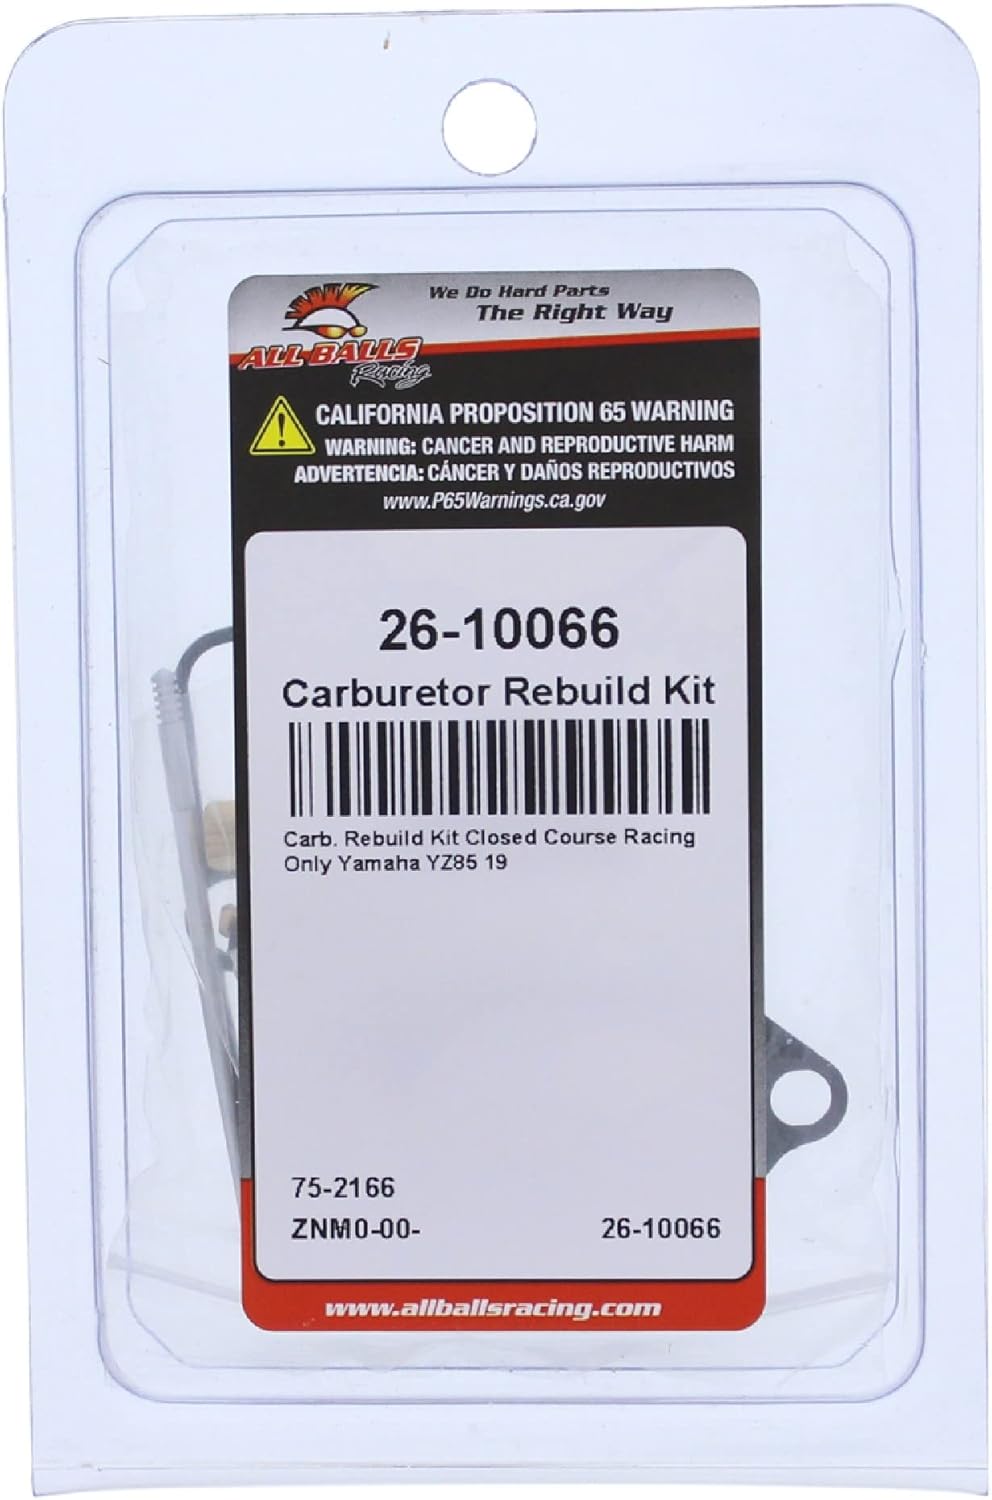 We Do Hard Parts
The Right Way
ALL BALLS
Racing
CALIFORNIA PROPOSITION 65 WARNING
WARNING: CANCER AND REPRODUCTIVE HARM
ADVERTENCIA: CÁNCER Y DAÑOS REPRODUCTIVOS
www.P65Warnings.ca.gov
26-10066
Carburetor Rebuild Kit
Carb. Rebuild Kit Closed Course Racing
Only Yamaha YZ85 19
75-2166
ZNM0-00- 26-10066
www.allballsracing.com